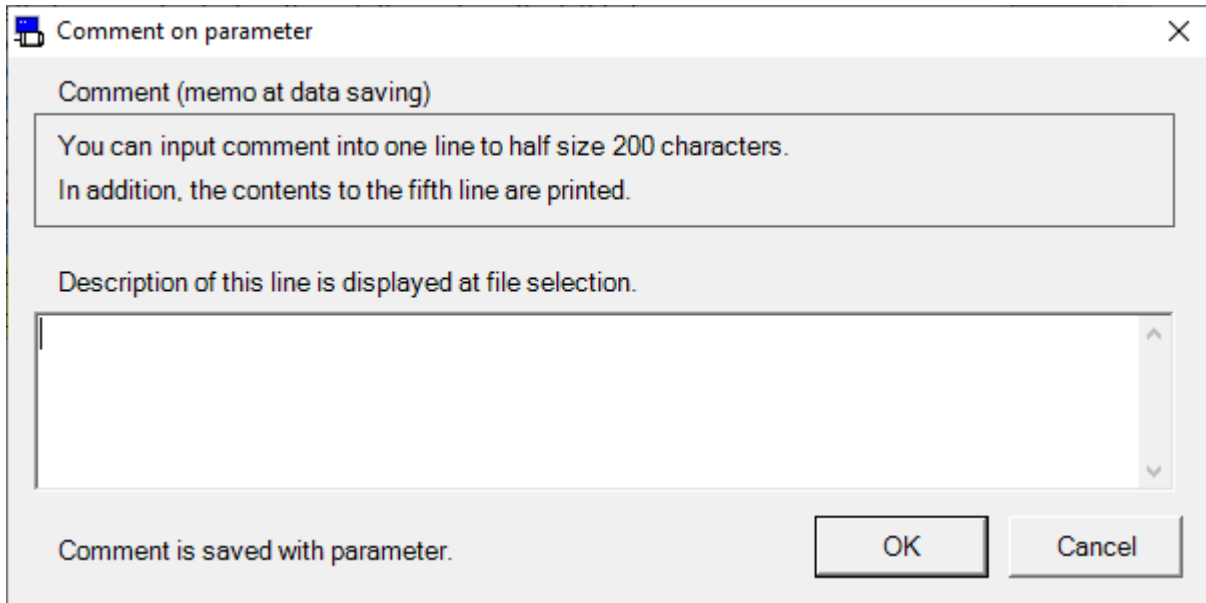 Comment on parameter
Comment (memo at data saving)
You can input comment into one line to half size 200 characters.
In addition, the contents to the fifth line are printed.
Description of this line is displayed at file selection.
Comment is saved with parameter.
OK
Cancel